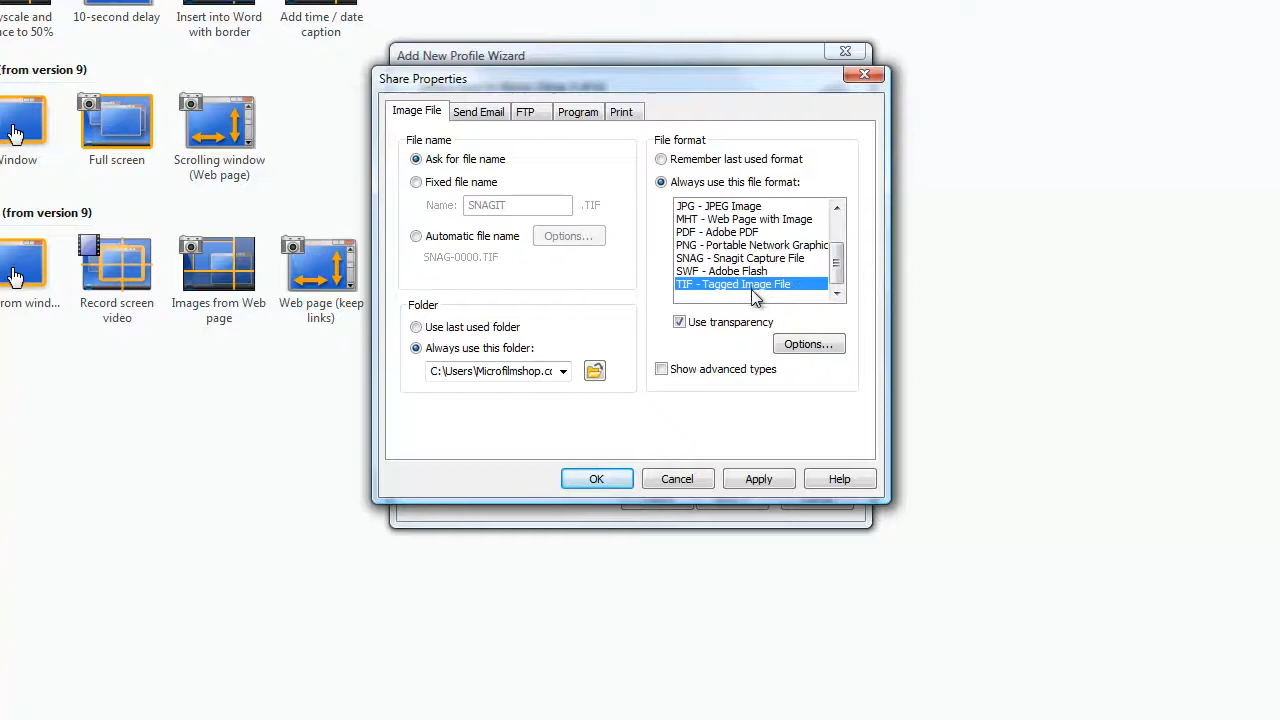 yscale and
ce to 50%
10-second delay
Insert into Word
with border
Add time / date
caption
(from version 9)
Window
Full screen
Scrolling window
(Web page)
(from version 9)
rom wind...
Record screen
video
Images from Web
page
Web page (keep
links)
Add New Profile Wizard
Share Properties
Image File
Send Email
FTP
Program
Print
File name
Ask for file name
Fixed file name
Name:
SNAGIT
.TIF
Automatic file name
Options...
SNAG-0000.TIF
Folder
Use last used folder
Always use this folder:
C:\Users\Microfilmshop.cc
File format
Remember last used format
Always use this file format:
JPG - JPEG Image
MHT - Web Page with Image
PDF - Adobe PDF
PNG - Portable Network Graphic
SNAG - Snagit Capture File
SWF - Adobe Flash
TIF - Tagged Image File
Use transparency
Options...
Show advanced types
OK
Cancel
Apply
Help